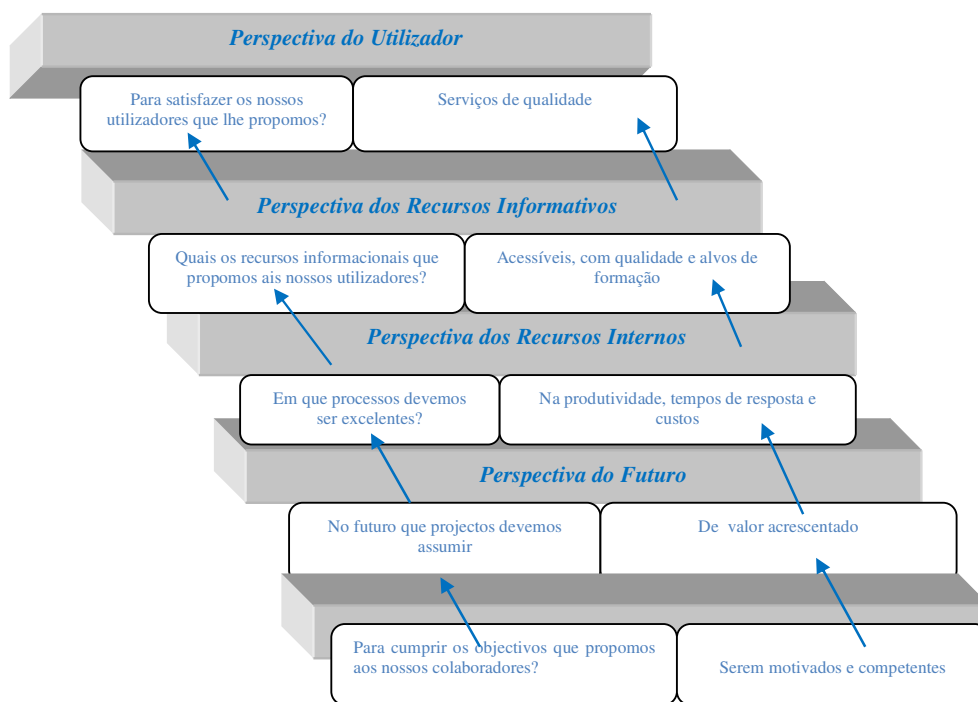 Perspectiva do Utilizador
Para satisfazer os nossos
utilizadores que lhe propomos?
Serviços de qualidade
Perspectiva dos Recursos Informativos
Quais os recursos informacionais que
propomos ais nossos utilizadores?
Acessíveis, com qualidade e alvos de
formação
Perspectiva dos Recursos Internos
Em que processos devemos
ser excelentes?
Na produtividade, tempos de resposta e
custos
Perspectiva do Futuro
No futuro que projectos devemos
assumir
De valor acrescentado
Para cumprir os objectivos que propomos
aos nossos colaboradores?
Serem motivados e competentes